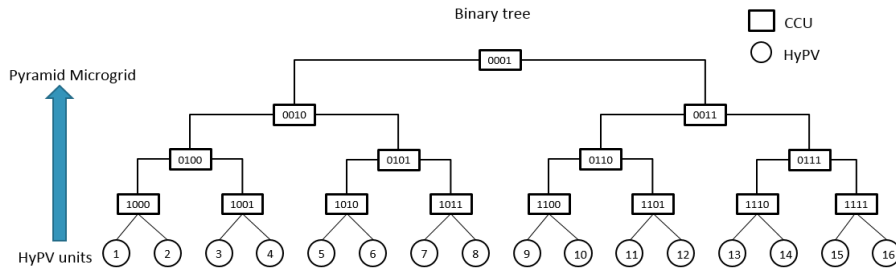 Binary tree
CCU
HyPV
Pyramid Microgrid
0001
0010 0011
0100 0101 0110 0111
1000 1001 1010 1011 1100 1101 1110 1111
HyPV units 1 2 3 4 5 6 7 8 9 10 11 12 13 14 15 16